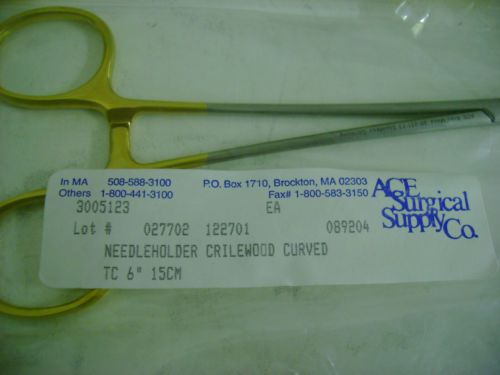 In MA 508-588-3100 P.O. Box 1710, Brockton, MA 02303
Others 1-800-441-3100 Fax# 1-800-583-3150
ACE
Surgical
Supply
Co.
3005123 EA
Lot # 027702 122701 089204
NEEDLEHOLDER CRILEWOOD CURVED
TC 6" 15CM